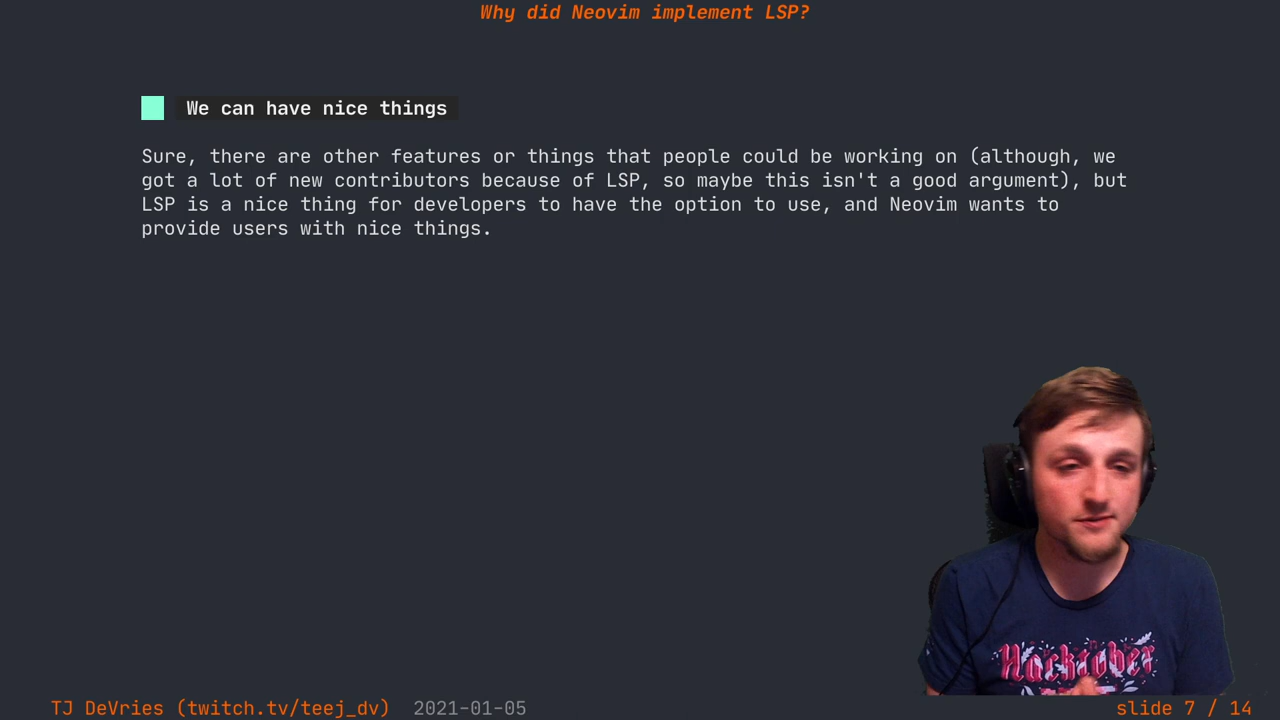 Why did Neovim implement LSP?
We can have nice things
Sure, there are other features or things that people could be working on (although, we
got a lot of new contributors because of LSP, so maybe this isn't a good argument), but
LSP is a nice thing for developers to have the option to use, and Neovim wants to
provide users with nice things.
Hacktober
TJ DeVries (twitch.tv/teej_dv) 2021-01-05
slide 7 / 14